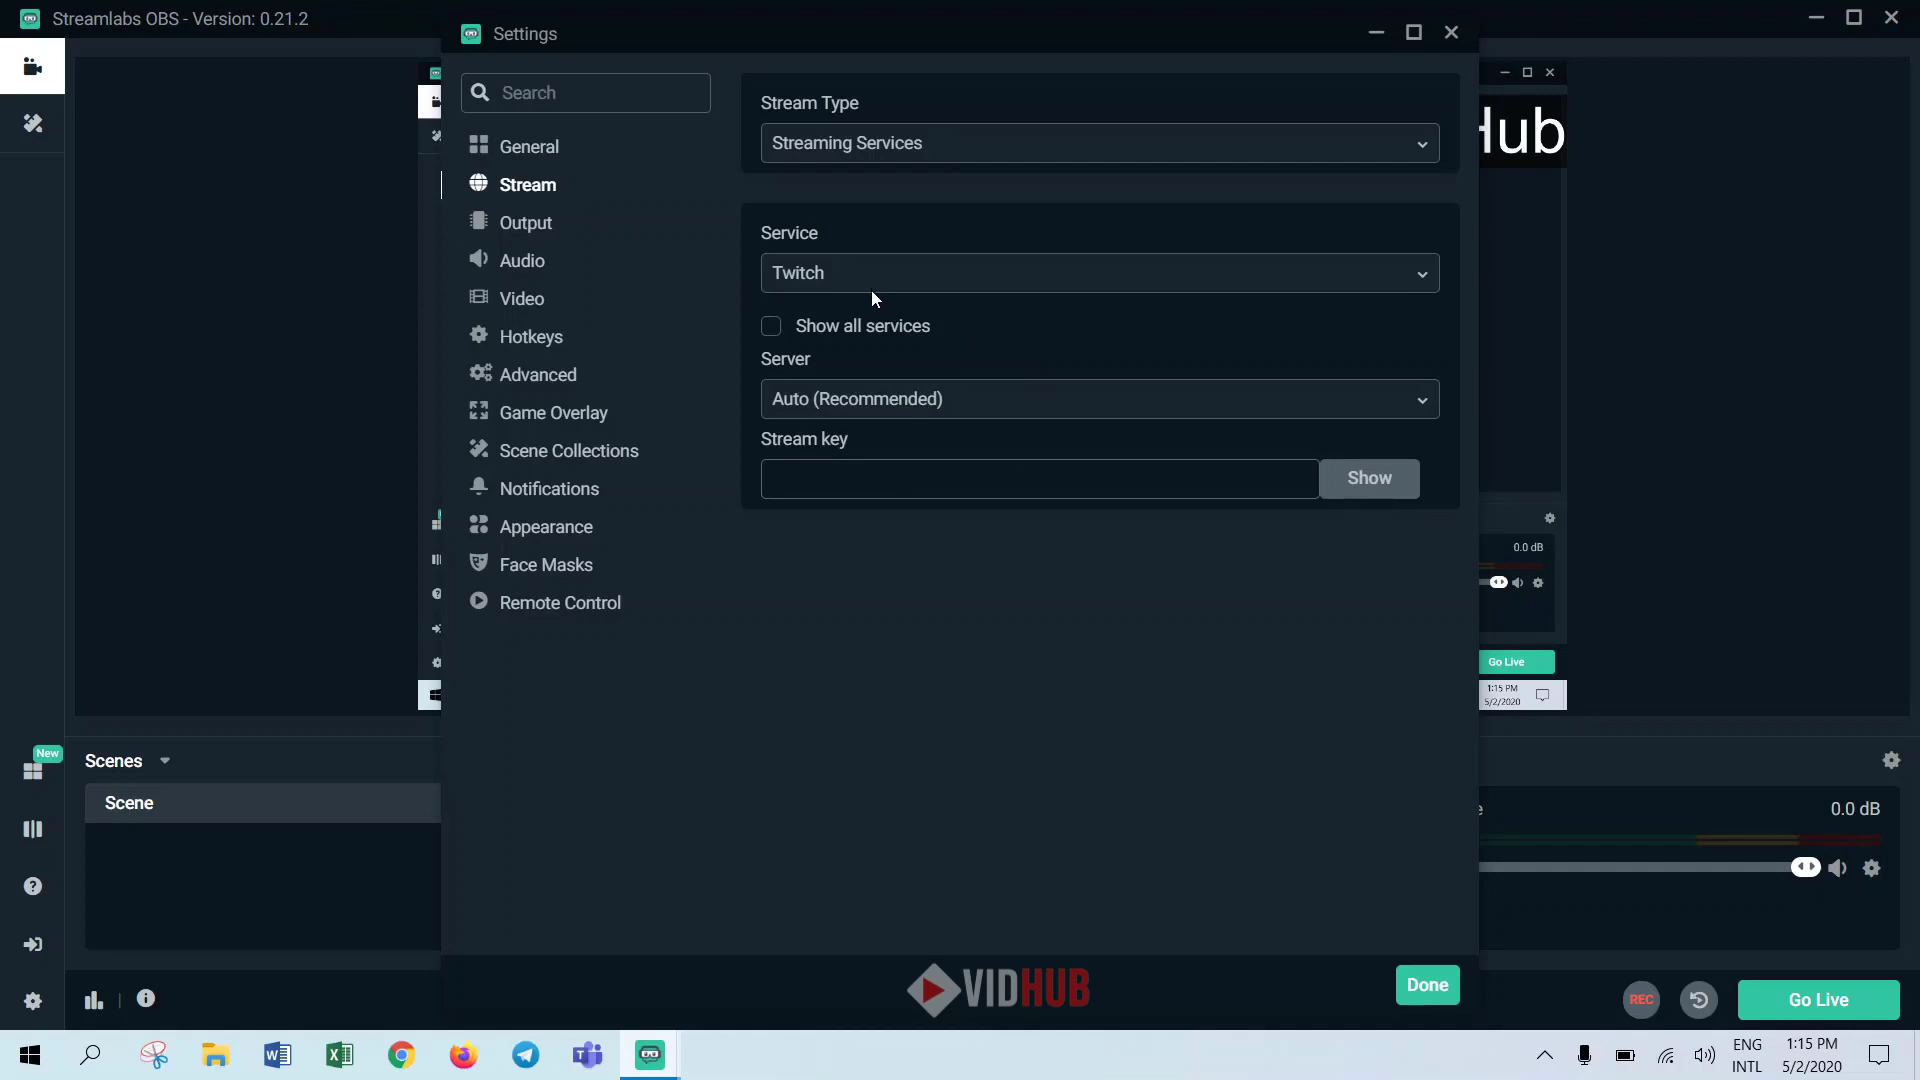 Streamlabs OBS - Version: 0.21.2
Settings
Search
General
Stream
Output
Audio
Video
Hotkeys
Advanced
Game Overlay
Scene Collections
Notifications
Appearance
Face Masks
Remote Control
Stream Type
Streaming Services
Service
Twitch
Show all services
Server
Auto (Recommended)
Stream key
Show
Hub
0.0 dB
Go Live
1:15 PM
5/2/2020
New
Scenes
Scene
e
0.0 dB
VIDHUB
Done
REC
Go Live
ENG
INTL
1:15 PM
5/2/2020